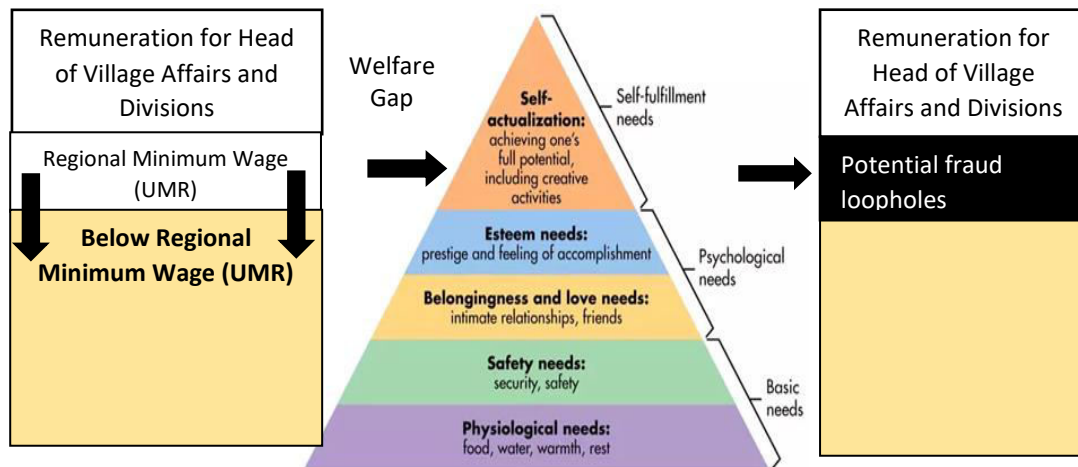 Remuneration for Head
of Village Affairs and
Divisions
Regional Minimum Wage
(UMR)
Below Regional
Minimum Wage (UMR)
Welfare
Gap
Self-
actualization:
achieving one's
full potential,
including creative
activities
Esteem needs:
prestige and feeling of accomplishment
Belongingness and love needs:
intimate relationships, friends
Safety needs:
security, safety
Physiological needs:
food, water, warmth, rest
Self-fulfillment
needs
Psychological
needs
Basic
needs
Remuneration for
Head of Village
Affairs and Divisions
Potential fraud
loopholes